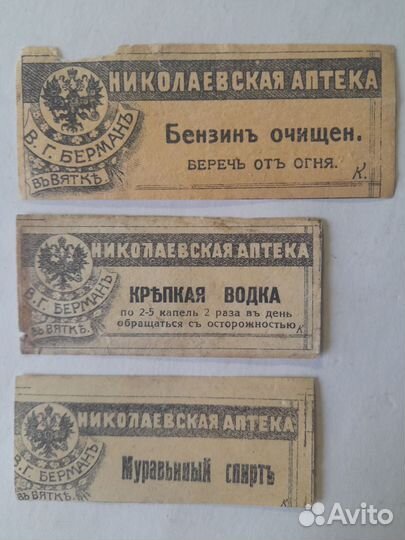 НИКОЛАЕВСКАЯ АПТЕКА
В. Г. БЕРМАНЪ
ВЪ ВЯТКѢ
Бензинъ очищен.
БЕРЕЧЬ ОТЪ ОГНЯ.
К.
НИКОЛАЕВСКАЯ АПТЕКА
В. Г. БЕРМАНЪ
ВЪ ВЯТКѢ.
КРѢПКАЯ ВОДКА
по 2-5 капель 2 раза въ день
обращаться съ осторожностью
К
НИКОЛАЕВСКАЯ АПТЕКА
В. Г. БЕРМАНЪ
ВЪ ВЯТКѢ.
Муравьиный спиртъ
К
Avito